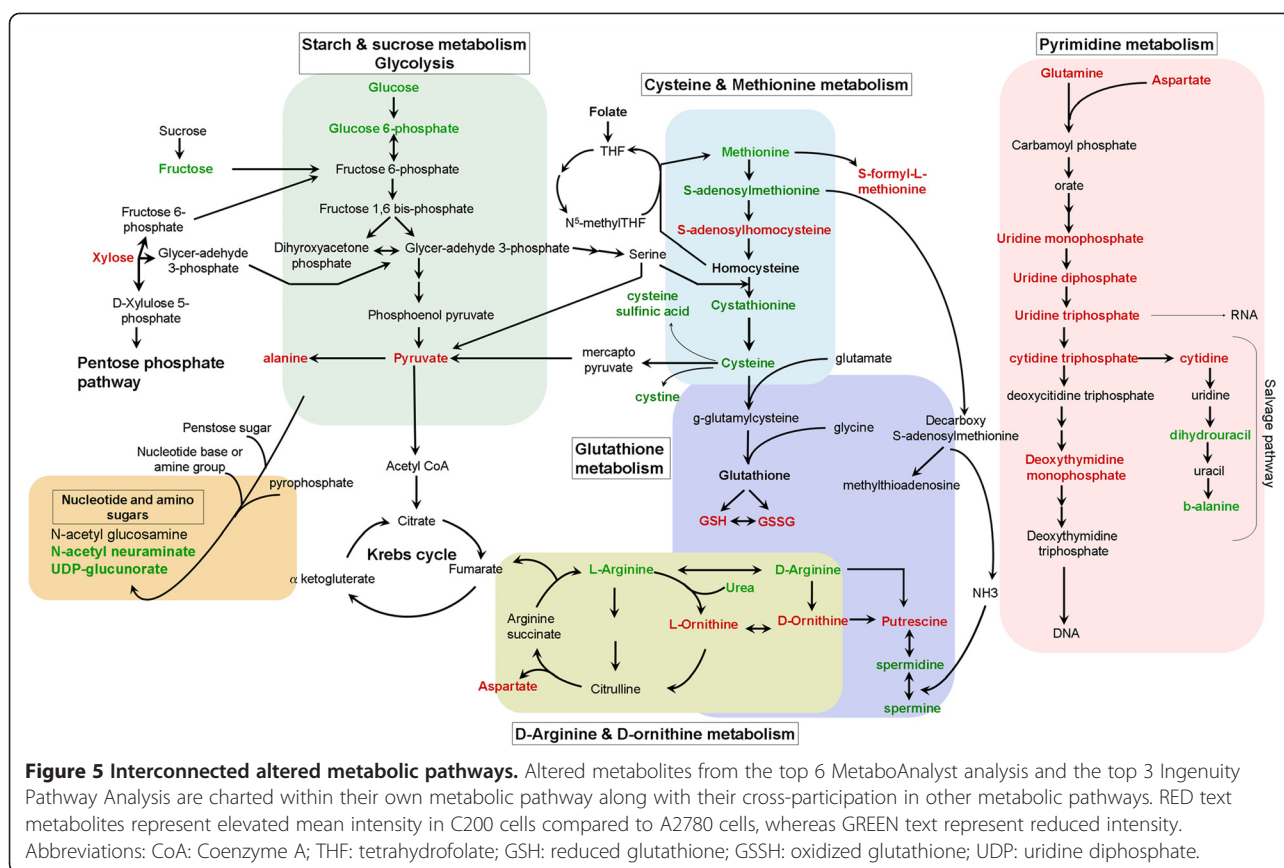 Starch & sucrose metabolism
Glycolysis
Glucose
Glucose 6-phosphate
Sucrose
Fructose
Fructose 6-phosphate
Fructose 1,6 bis-phosphate
Fructose 6-
phosphate
Xylose
Glycer-adehyde
3-phosphate
Dihyroxyacetone
phosphate
Glycer-adehyde 3-phosphate
D-Xylulose 5-
phosphate
Phosphoenol pyruvate
Pentose phosphate
pathway
alanine
Pyruvate
Penstose sugar
Nucleotide base or
amine group
pyrophosphate
Acetyl CoA
Nucleotide and amino
sugars
N-acetyl glucosamine
N-acetyl neuraminate
UDP-glucunorate
Citrate
Krebs cycle
Fumarate
α ketogluterate
Cysteine & Methionine metabolism
Folate
THF
N5-methylTHF
Methionine
S-formyl-L-
methionine
S-adenosylmethionine
S-adenosylhomocysteine
Serine
Homocysteine
cysteine
sulfinic acid
Cystathionine
mercapto
pyruvate
Cysteine
glutamate
cystine
g-glutamylcysteine
glycine
Decarboxy
S-adenosylmethionine
Glutathione
metabolism
Glutathione
methylthioadenosine
GSH
GSSG
L-Arginine
D-Arginine
Urea
NH3
Arginine
succinate
L-Ornithine
D-Ornithine
Putrescine
spermidine
Aspartate
Citrulline
spermine
D-Arginine & D-ornithine metabolism
Pyrimidine metabolism
Glutamine
Aspartate
Carbamoyl phosphate
orate
Uridine monophosphate
Uridine diphosphate
Uridine triphosphate
RNA
cytidine triphosphate
cytidine
deoxycitidine triphosphate
uridine
dihydrouracil
Deoxythymidine
monophosphate
uracil
b-alanine
Salvage pathway
Deoxythymidine
triphosphate
DNA
Figure 5 Interconnected altered metabolic pathways. Altered metabolites from the top 6 MetaboAnalyst analysis and the top 3 Ingenuity
Pathway Analysis are charted within their own metabolic pathway along with their cross-participation in other metabolic pathways. RED text
metabolites represent elevated mean intensity in C200 cells compared to A2780 cells, whereas GREEN text represent reduced intensity.
Abbreviations: CoA: Coenzyme A; THF: tetrahydrofolate; GSH: reduced glutathione; GSSH: oxidized glutathione; UDP: uridine diphosphate.